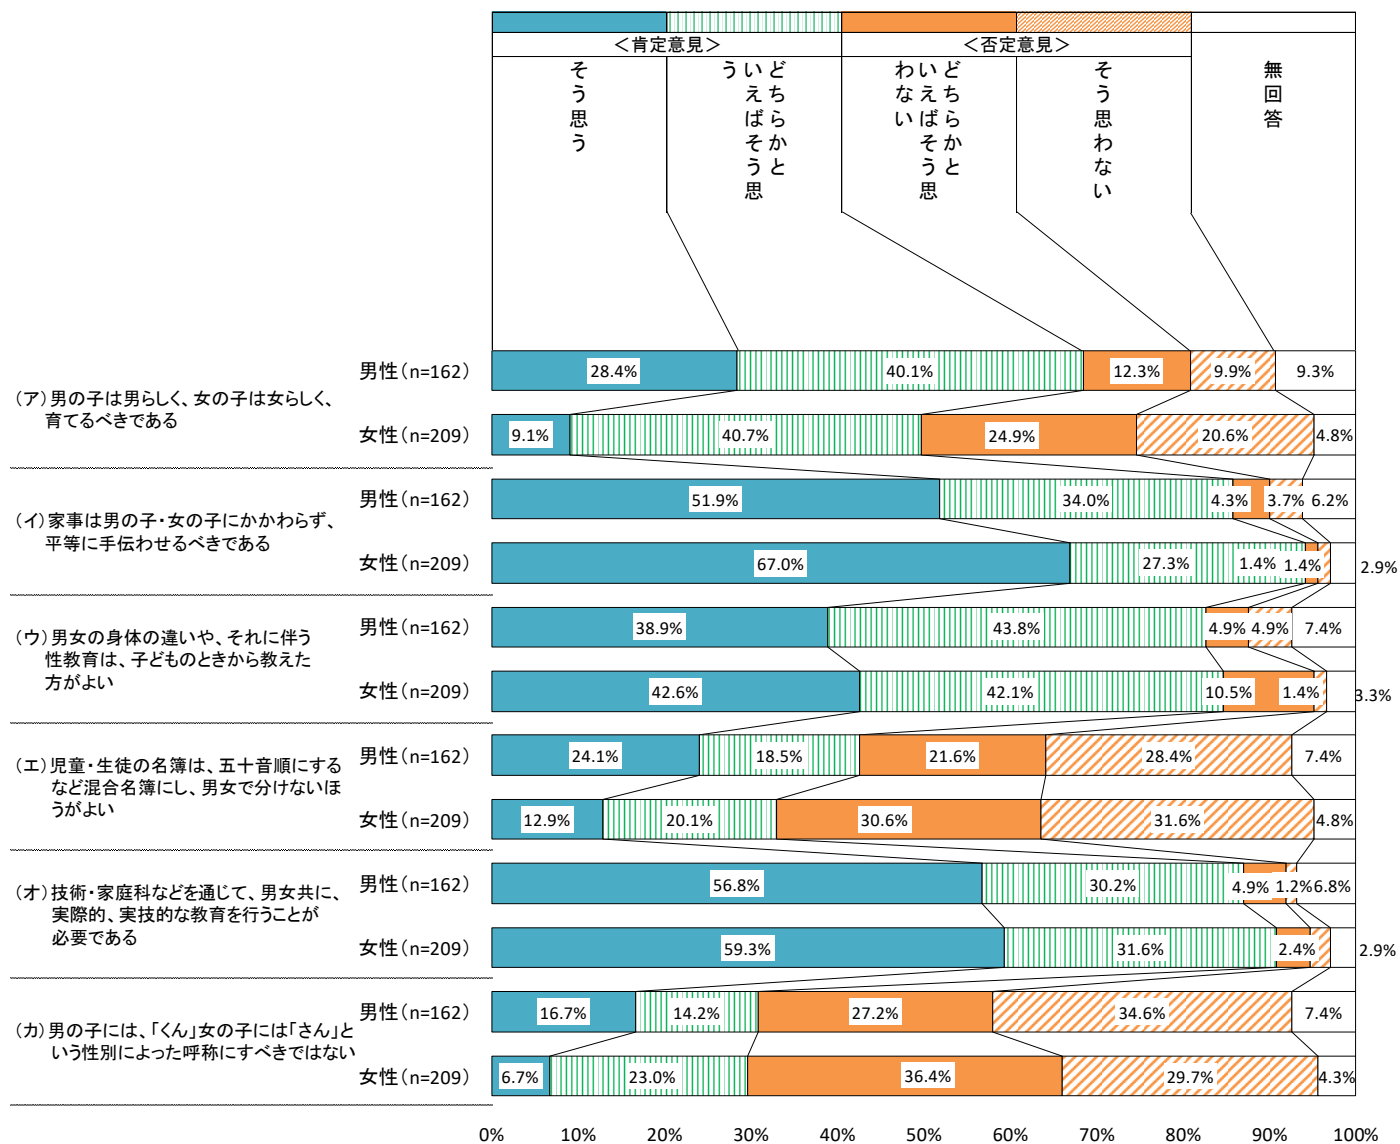 ＜肯定意見＞
＜否定意見＞
そう思う
どちらかと
いえばそう思
う
どちらかと
いえばそう思
わない
そう思わない
無回答
（ア）男の子は男らしく、女の子は女らしく、
育てるべきである
男性（n=162）
28.4%
40.1%
12.3%
9.9%
9.3%
女性（n=209）
9.1%
40.7%
24.9%
20.6%
4.8%
（イ）家事は男の子・女の子にかかわらず、
平等に手伝わせるべきである
男性（n=162）
51.9%
34.0%
4.3%
3.7%
6.2%
女性（n=209）
67.0%
27.3%
1.4%
1.4%
2.9%
（ウ）男女の身体の違いや、それに伴う
性教育は、子どものときから教えた
方がよい
男性（n=162）
38.9%
43.8%
4.9%
4.9%
7.4%
女性（n=209）
42.6%
42.1%
10.5%
1.4%
3.3%
（エ）児童・生徒の名簿は、五十音順にする
など混合名簿にし、男女で分けないほ
うがよい
男性（n=162）
24.1%
18.5%
21.6%
28.4%
7.4%
女性（n=209）
12.9%
20.1%
30.6%
31.6%
4.8%
（オ）技術・家庭科などを通じて、男女共に、
実際的、実技的な教育を行うことが
必要である
男性（n=162）
56.8%
30.2%
4.9%
1.2%
6.8%
女性（n=209）
59.3%
31.6%
2.4%
2.9%
（カ）男の子には、「くん」女の子には「さん」と
いう性別によった呼称にすべきではない
男性（n=162）
16.7%
14.2%
27.2%
34.6%
7.4%
女性（n=209）
6.7%
23.0%
36.4%
29.7%
4.3%
0% 10% 20% 30% 40% 50% 60% 70% 80% 90% 100%